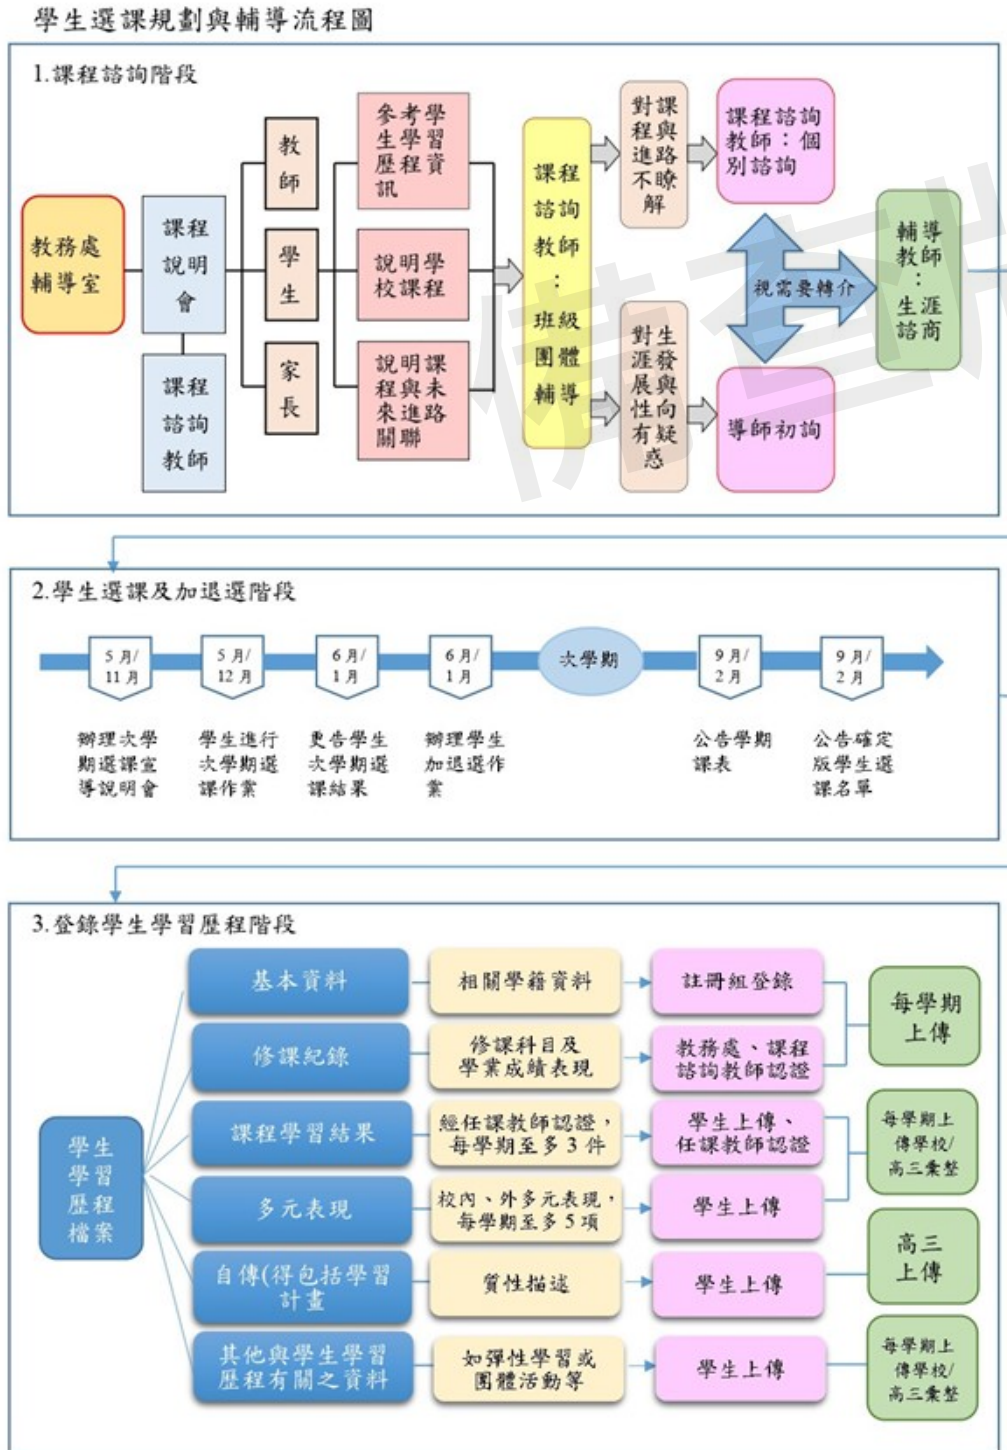 學生選課規劃與輔導流程圖
1.課程諮詢階段
教務處
輔導室
課程
說明
會
課程
諮詢
教師
教
師
學
生
家
長
參考學
生學習
歷程資
訊
說明學
校課程
說明課
程與未
來進路
關聯
課程
諮詢
教師
：
班級
團體
輔導
對課
程與
進路
不瞭
解
對生
涯發
展與
性向
有疑
惑
課程諮詢
教師：個
別諮詢
視需要轉介
導師初詢
輔導
教師
：
生涯
諮商
備查
2.學生選課及加退選階段
5 月/
11 月
5 月/
12 月
6 月/
1 月
6 月/
1 月
次學期
9 月/
2 月
9 月/
2 月
辦理次學
期選課宣
導說明會
學生進行
次學期選
課作業
更告學生
次學期選
課結果
辦理學生
加退選作
業
公告學期
課表
公告確定
版學生選
課名單
3.登錄學生學習歷程階段
學生
學習
歷程
檔案
基本資料
相關學籍資料
註冊組登錄
修課紀錄
修課科目及
學業成績表現
教務處、課程
諮詢教師認證
每學期
上傳
課程學習結果
經任課教師認證，
每學期至多 3 件
學生上傳、
任課教師認證
多元表現
校內、外多元表現，
每學期至多 5 項
學生上傳
每學期上
傳學校/
高三彙整
自傳(得包括學習
計畫
質性描述
學生上傳
高三
上傳
其他與學生學習
歷程有關之資料
如彈性學習或
團體活動等
學生上傳
每學期上
傳學校/
高三彙整